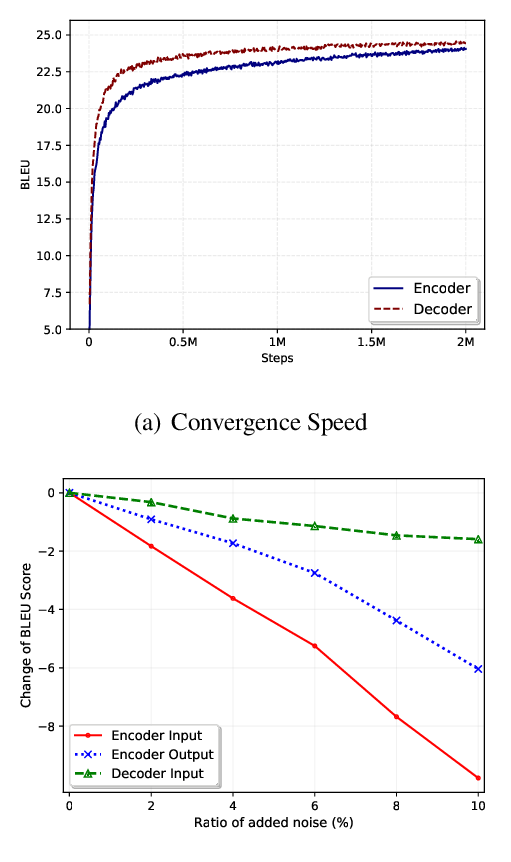 25.0
22.5
20.0
17.5
15.0
12.5
10.0
7.5
5.0
BLEU
Encoder
Decoder
0 0.5M 1M 1.5M 2M
Steps
(a) Convergence Speed
0
−2
−4
−6
−8
Change of BLEU Score
Encoder Input
Encoder Output
Decoder Input
0 2 4 6 8 10
Ratio of added noise (%)